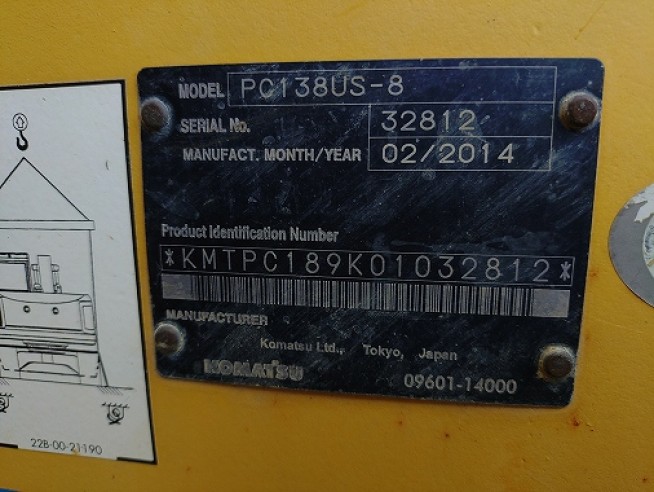 MODEL PC138US-8
SERIAL No. 32812
MANUFACT. MONTH/YEAR 02/2014
Product Identification Number
*KMTPC189K01032812*
MANUFACTURER
Komatsu Ltd., Tokyo, Japan
KOMATSU
09601-14000
22B-00-21190